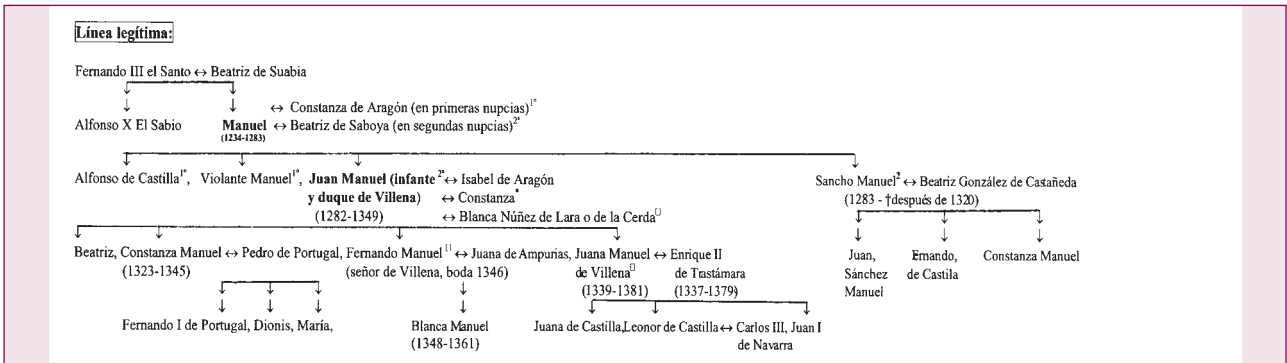 Línea legítima:
Fernando III el Santo ↔ Beatriz de Suabia
↔ Constanza de Aragón (en primeras nupcias)¹ª
Alfonso X El Sabio Manuel ↔ Beatriz de Saboya (en segundas nupcias)²ª
(1234-1283)
Alfonso de Castilla¹ª, Violante Manuel¹ª, Juan Manuel (infante ²ª ↔ Isabel de Aragón Sancho Manuel² ↔ Beatriz González de Castañeda
y duque de Villena) ↔ Constanza* (1283 - †después de 1320)
(1282-1349) ↔ Blanca Núñez de Lara o de la Cerda[]
Beatriz, Constanza Manuel ↔ Pedro de Portugal, Fernando Manuel [] ↔ Juana de Ampurias, Juana Manuel ↔ Enrique II Juan, Ernando, Constanza Manuel
(1323-1345) (señor de Villena, boda 1346) de Villena[] de Trastámara Sánchez de Castila
(1339-1381) (1337-1379) Manuel
Fernando I de Portugal, Dionis, María, Blanca Manuel Juana de Castilla, Leonor de Castilla ↔ Carlos III, Juan I
(1348-1361) de Navarra